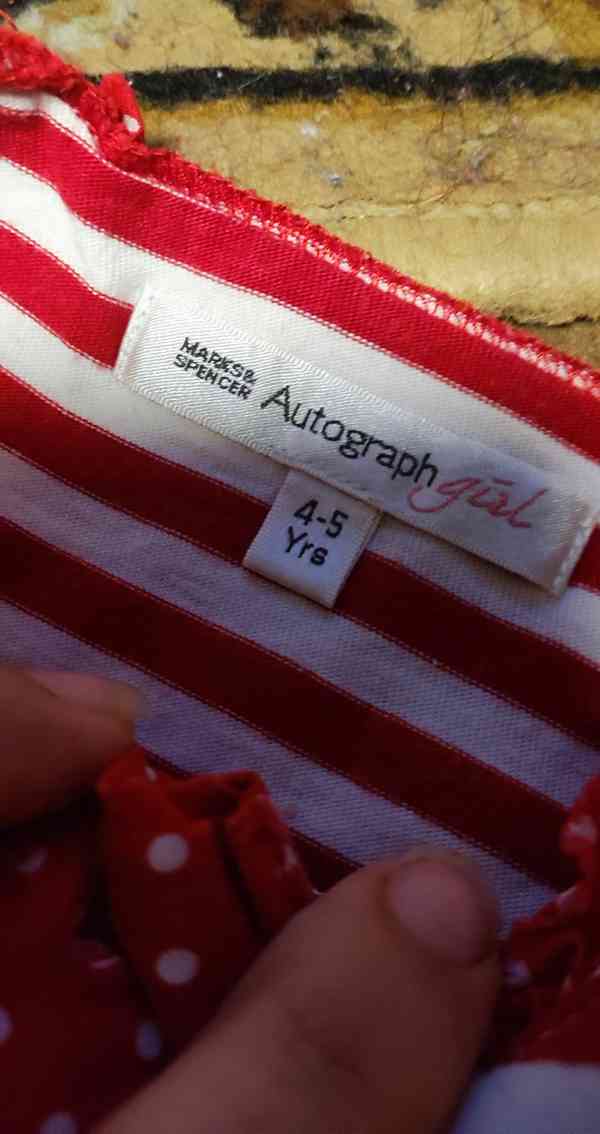 MARKS&
SPENCER
Autograph girl
4-5
Yrs